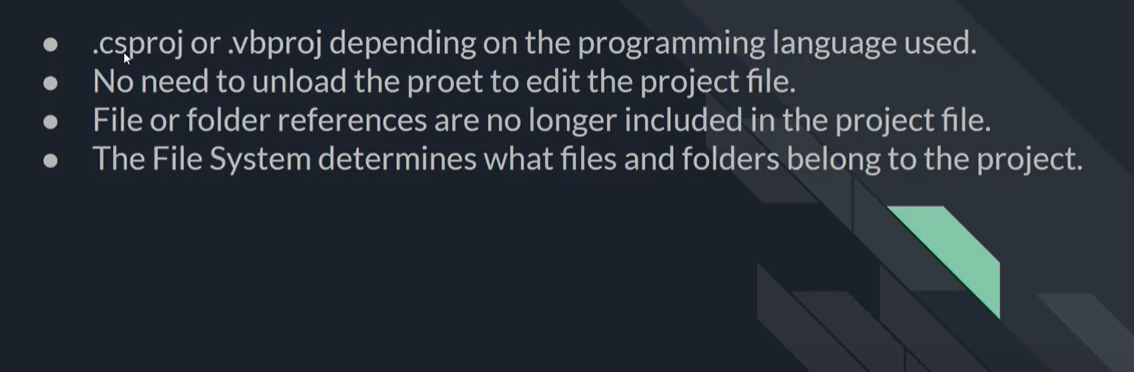 ● .csproj or .vbproj depending on the programming language used.
● No need to unload the proet to edit the project file.
● File or folder references are no longer included in the project file.
● The File System determines what files and folders belong to the project.